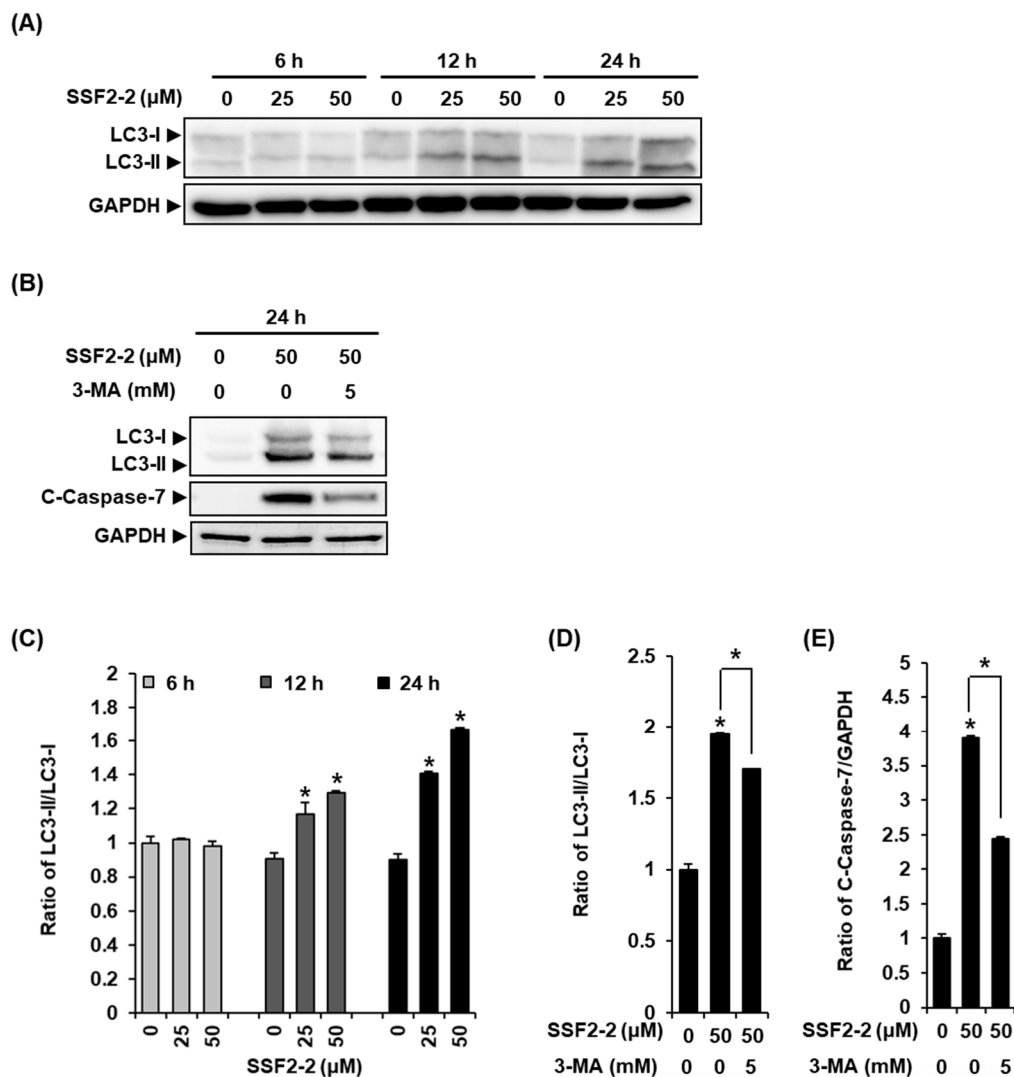 (A)
6 h 12 h 24 h
SSF2-2 (µM) 0 25 50 0 25 50 0 25 50
LC3-I ►
LC3-II ►
GAPDH ►
(B)
24 h
SSF2-2 (µM) 0 50 50
3-MA (mM) 0 0 5
LC3-I ►
LC3-II ►
C-Caspase-7 ►
GAPDH ►
(C)
Ratio of LC3-II/LC3-I
2
1.8
1.6
1.4
1.2
1
0.8
0.6
0.4
0.2
0
6 h 12 h 24 h
* * * *
0 25 50 0 25 50 0 25 50
SSF2-2 (µM)
(D)
Ratio of LC3-II/LC3-I
2.5
2
1.5
1
0.5
0
*
*
SSF2-2 (µM) 0 50 50
3-MA (mM) 0 0 5
(E)
Ratio of C-Caspase-7/GAPDH
5
4.5
4
3.5
3
2.5
2
1.5
1
0.5
0
*
*
SSF2-2 (µM) 0 50 50
3-MA (mM) 0 0 5